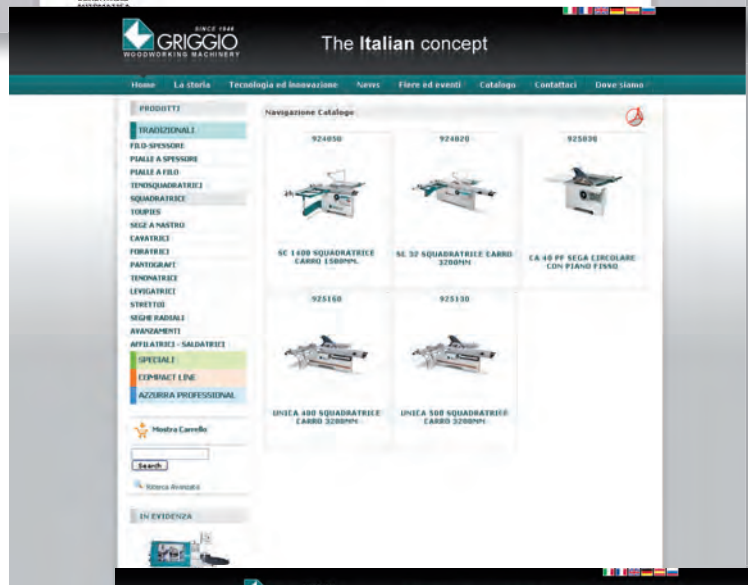 SINCE 1946
GRIGGIO
WOODWORKING MACHINERY
The Italian concept
Home La storia Tecnologia ed innovazione News Fiere ed eventi Catalogo Contattaci Dove siamo
PRODOTTI
TRADIZIONALI
FILO-SPESSORE
PIALLE A SPESSORE
PIALLE A FILO
TENOSQUADRATRICI
SQUADRATRICE
TOUPIES
SEGE A NASTRO
CAVATRICI
FORATRICI
PANTOGRAFI
TENONATRICE
LEVIGATRICI
STRETTOI
SEGHE RADIALI
AVANZAMENTI
AFFILATRICI - SALDATRICI
SPECIALI
COMPACT LINE
AZZURRA PROFESSIONAL
Mostra Carrello
Search
Ricerca Avanzata
IN EVIDENZA
Navigazione Catalogo
924050
SC 1400 SQUADRATRICE
CARRO 1500MM.
924020
SC 32 SQUADRATRICE CARRO
3200MM
925030
CA 40 PF SEGA CIRCOLARE
CON PIANO FISSO
925160
UNICA 400 SQUADRATRICE
CARRO 3200MM
925130
UNICA 500 SQUADRATRICE
CARRO 3200MM